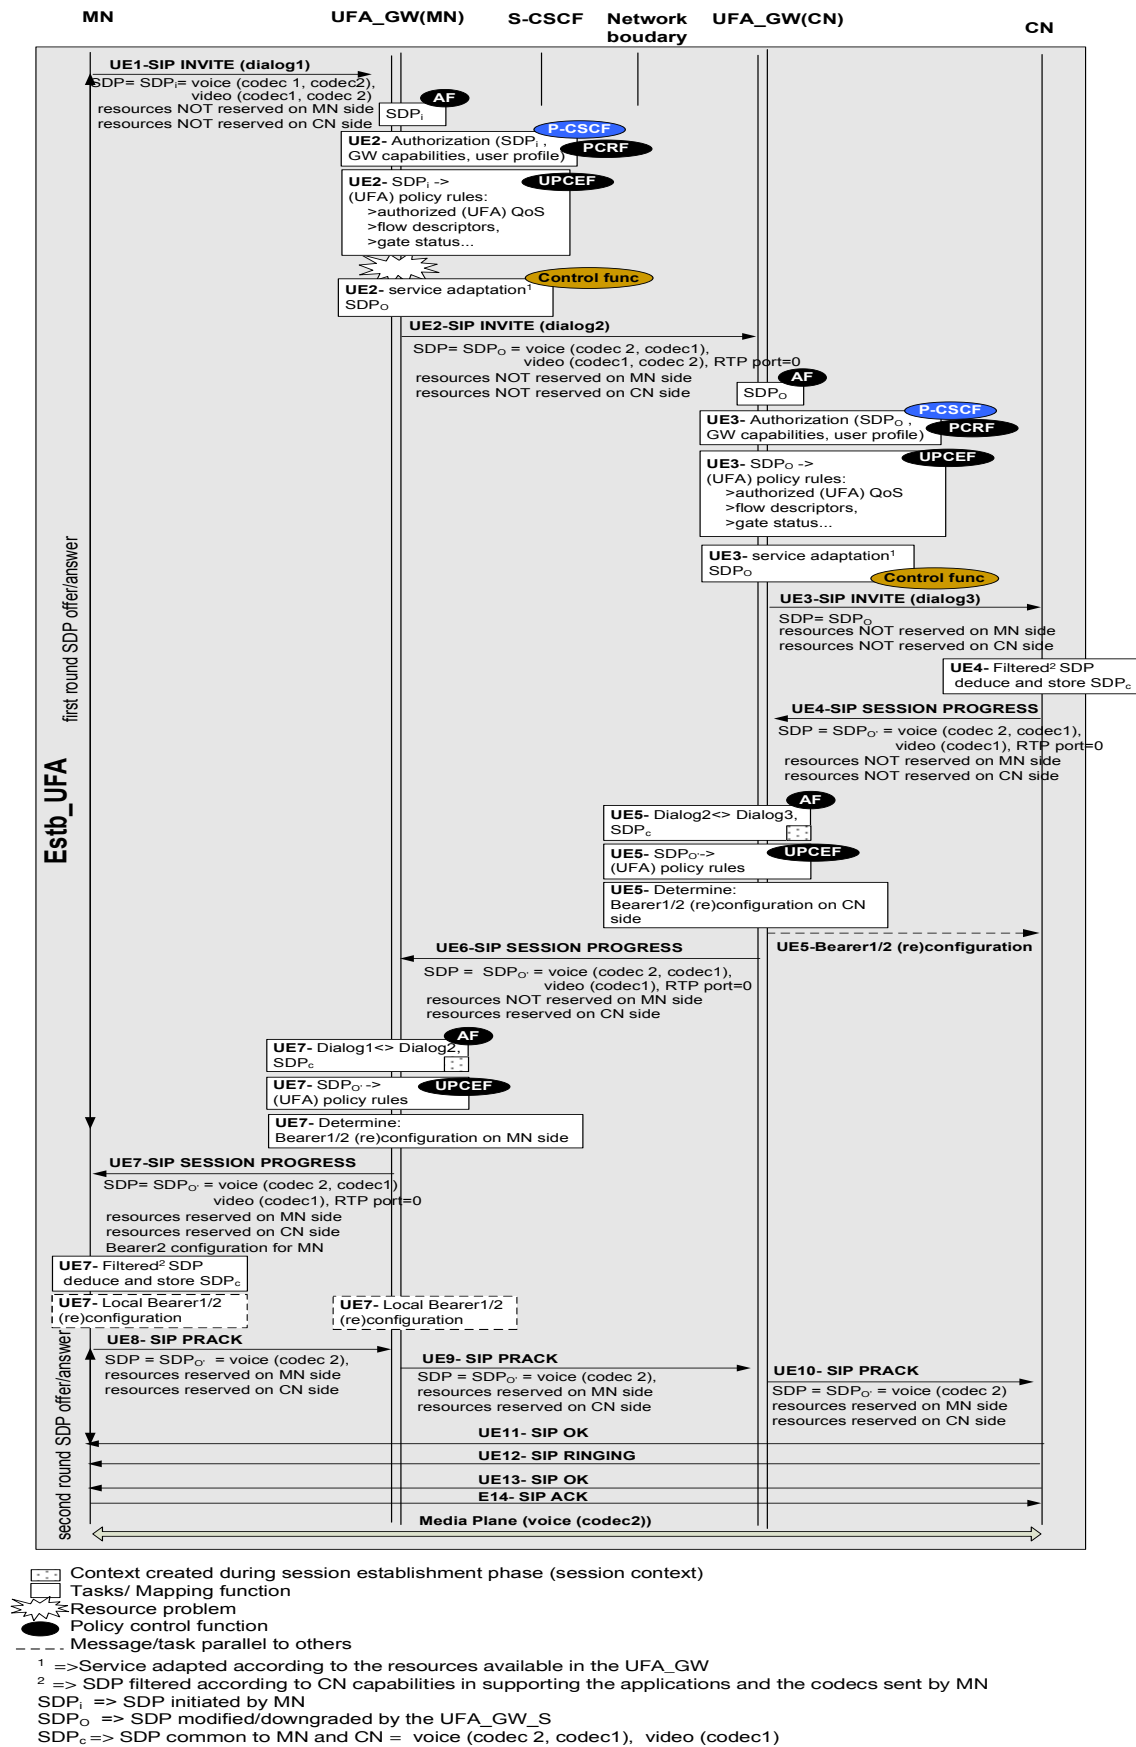 MN
UFA_GW(MN)
S-CSCF
Network
boudary
UFA_GW(CN)
CN
UE1-SIP INVITE (dialog1)
SDP= SDPi= voice (codec 1, codec2),
video (codec1, codec 2)
resources NOT reserved on MN side
resources NOT reserved on CN side
AF
SDPi
P-CSCF
UE2- Authorization (SDPi ,
GW capabilities, user profile)
PCRF
UPCEF
UE2- SDPi ->
(UFA) policy rules:
>authorized (UFA) QoS
>flow descriptors,
>gate status...
Control func
UE2- service adaptation1
SDPO
UE2-SIP INVITE (dialog2)
SDP= SDPO = voice (codec 2, codec1),
video (codec1, codec 2), RTP port=0
resources NOT reserved on MN side
resources NOT reserved on CN side
AF
SDPO
P-CSCF
UE3- Authorization (SDPO ,
GW capabilities, user profile)
PCRF
UPCEF
UE3- SDPO ->
(UFA) policy rules:
>authorized (UFA) QoS
>flow descriptors,
>gate status...
UE3- service adaptation1
SDPO
Control func
UE3-SIP INVITE (dialog3)
SDP= SDPO
resources NOT reserved on MN side
resources NOT reserved on CN side
first round SDP offer/answer
UE4- Filtered2 SDP
deduce and store SDPc
UE4-SIP SESSION PROGRESS
SDP = SDPO' = voice (codec 2, codec1),
video (codec1), RTP port=0
resources NOT reserved on MN side
resources NOT reserved on CN side
Estb_UFA
AF
UE5- Dialog2<> Dialog3,
SDPc
UE5- SDPO'->
(UFA) policy rules
UPCEF
UE5- Determine:
Bearer1/2 (re)configuration on CN
side
UE5-Bearer1/2 (re)configuration
UE6-SIP SESSION PROGRESS
SDP = SDPO' = voice (codec 2, codec1),
video (codec1), RTP port=0
resources NOT reserved on MN side
resources reserved on CN side
AF
UE7- Dialog1<> Dialog2,
SDPc
UE7- SDPO' ->
(UFA) policy rules
UPCEF
UE7- Determine:
Bearer1/2 (re)configuration on MN side
UE7-SIP SESSION PROGRESS
SDP= SDPO' = voice (codec 2, codec1)
video (codec1), RTP port=0
resources reserved on MN side
resources reserved on CN side
Bearer2 configuration for MN
UE7- Filtered2 SDP
deduce and store SDPc
UE7- Local Bearer1/2
(re)configuration
UE7- Local Bearer1/2
(re)configuration
second round SDP offer/answer
UE8- SIP PRACK
SDP = SDPO' = voice (codec 2),
resources reserved on MN side
resources reserved on CN side
UE9- SIP PRACK
SDP = SDPO' = voice (codec 2),
resources reserved on MN side
resources reserved on CN side
UE10- SIP PRACK
SDP = SDPO' = voice (codec 2)
resources reserved on MN side
resources reserved on CN side
UE11- SIP OK
UE12- SIP RINGING
UE13- SIP OK
E14- SIP ACK
Media Plane (voice (codec2))
Context created during session establishment phase (session context)
Tasks/ Mapping function
Resource problem
Policy control function
Message/task parallel to others
1 =>Service adapted according to the resources available in the UFA_GW
2 => SDP filtered according to CN capabilities in supporting the applications and the codecs sent by MN
SDPi => SDP initiated by MN
SDPO => SDP modified/downgraded by the UFA_GW_S
SDPc=> SDP common to MN and CN = voice (codec 2, codec1), video (codec1)